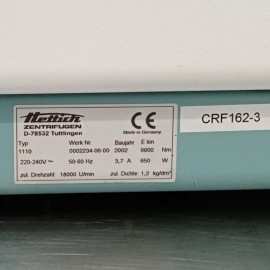 Hettich
ZENTRIFUGEN
D-78532 Tuttlingen
CE
Made in Germany
Typ Werk Nr Baujahr E kin
1110 0002234-06-00 2002 9900 Nm
220-240V ~ 50-60 Hz 3,7 A 650 W
zul. Drehzahl 18000 U/min zul. Dichte: 1,2 kg/dm³
CRF162-3